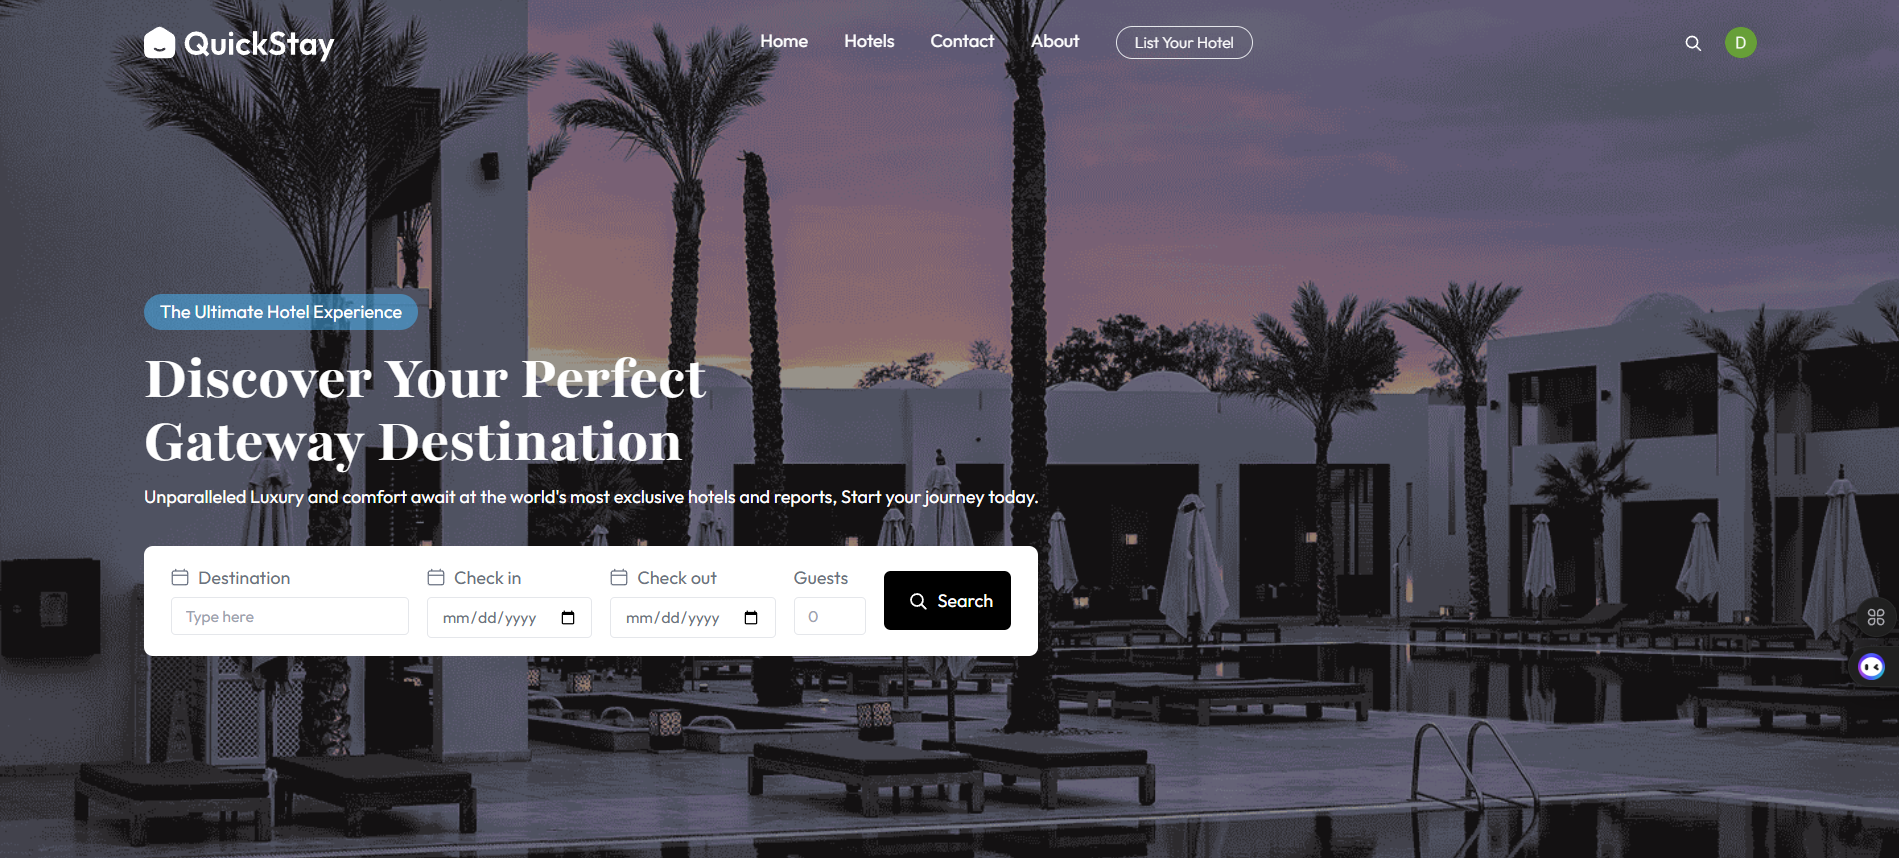 QuickStay
Home Hotels Contact About List Your Hotel
D
The Ultimate Hotel Experience
Discover Your Perfect
Gateway Destination
Unparalleled Luxury and comfort await at the world's most exclusive hotels and reports, Start your journey today.
Destination Check in Check out Guests
Type here mm/dd/yyyy mm/dd/yyyy 0 Search